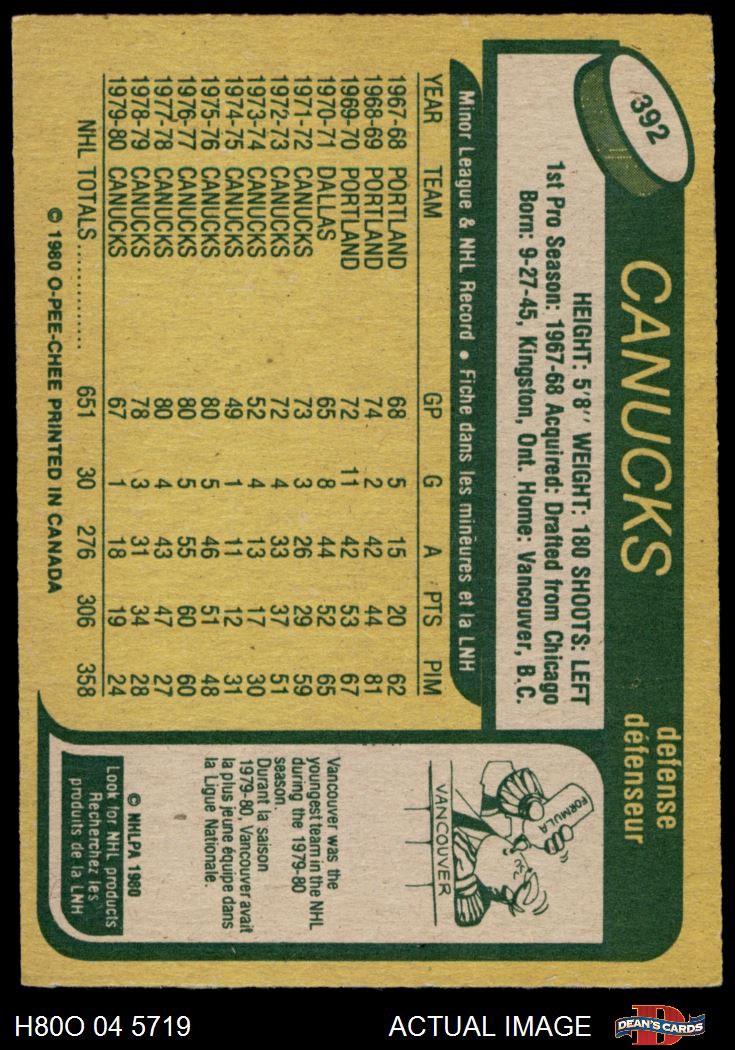 392
CANUCKS
defense
défenseur
HEIGHT: 5'8" WEIGHT: 180 SHOOTS: LEFT
1st Pro Season: 1967-68 Acquired: Drafted from Chicago
Born: 9-27-45, Kingston, Ont. Home: Vancouver, B.C.
Minor League & NHL Record • Fiche dans les mineures et la LNH
YEAR TEAM GP G A PTS PIM
1967-68 PORTLAND 68 5 15 20 62
1968-69 PORTLAND 74 2 42 44 81
1969-70 PORTLAND 72 11 42 53 67
1970-71 DALLAS 65 8 44 52 65
1971-72 CANUCKS 73 3 26 29 59
1972-73 CANUCKS 72 4 33 37 51
1973-74 CANUCKS 52 4 13 17 30
1974-75 CANUCKS 49 1 11 12 31
1975-76 CANUCKS 80 5 46 51 48
1976-77 CANUCKS 80 5 55 60 60
1977-78 CANUCKS 80 4 43 47 27
1978-79 CANUCKS 78 3 31 34 28
1979-80 CANUCKS 67 1 18 19 24
NHL TOTALS ............. 651 30 276 306 358
© 1980 O-PEE-CHEE PRINTED IN CANADA
FORMULA
VANCOUVER
Vancouver was the
youngest team in the NHL
during the 1979-80
season.
Durant la saison
1979-80, Vancouver avait
la plus jeune équipe dans
la Ligue Nationale.
© NHLPA 1980
Look for NHL products
Recherchez les
produits de la LNH
H80O 04 5719 ACTUAL IMAGE
D
DEAN'S CARDS